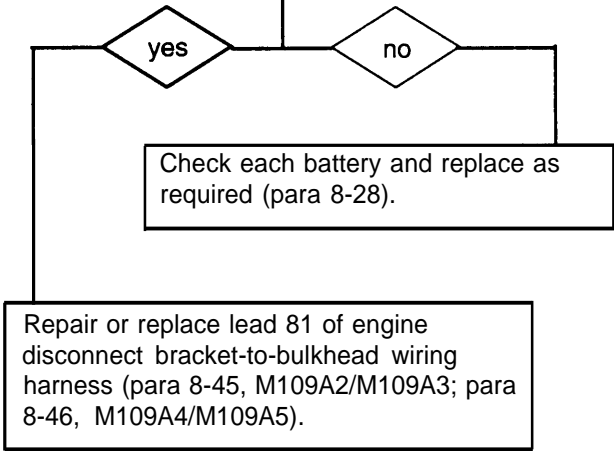 yes
no
Check each battery and replace as
required (para 8-28).
Repair or replace lead 81 of engine
disconnect bracket-to-bulkhead wiring
harness (para 8-45, M109A2/M109A3; para
8-46, M109A4/M109A5).